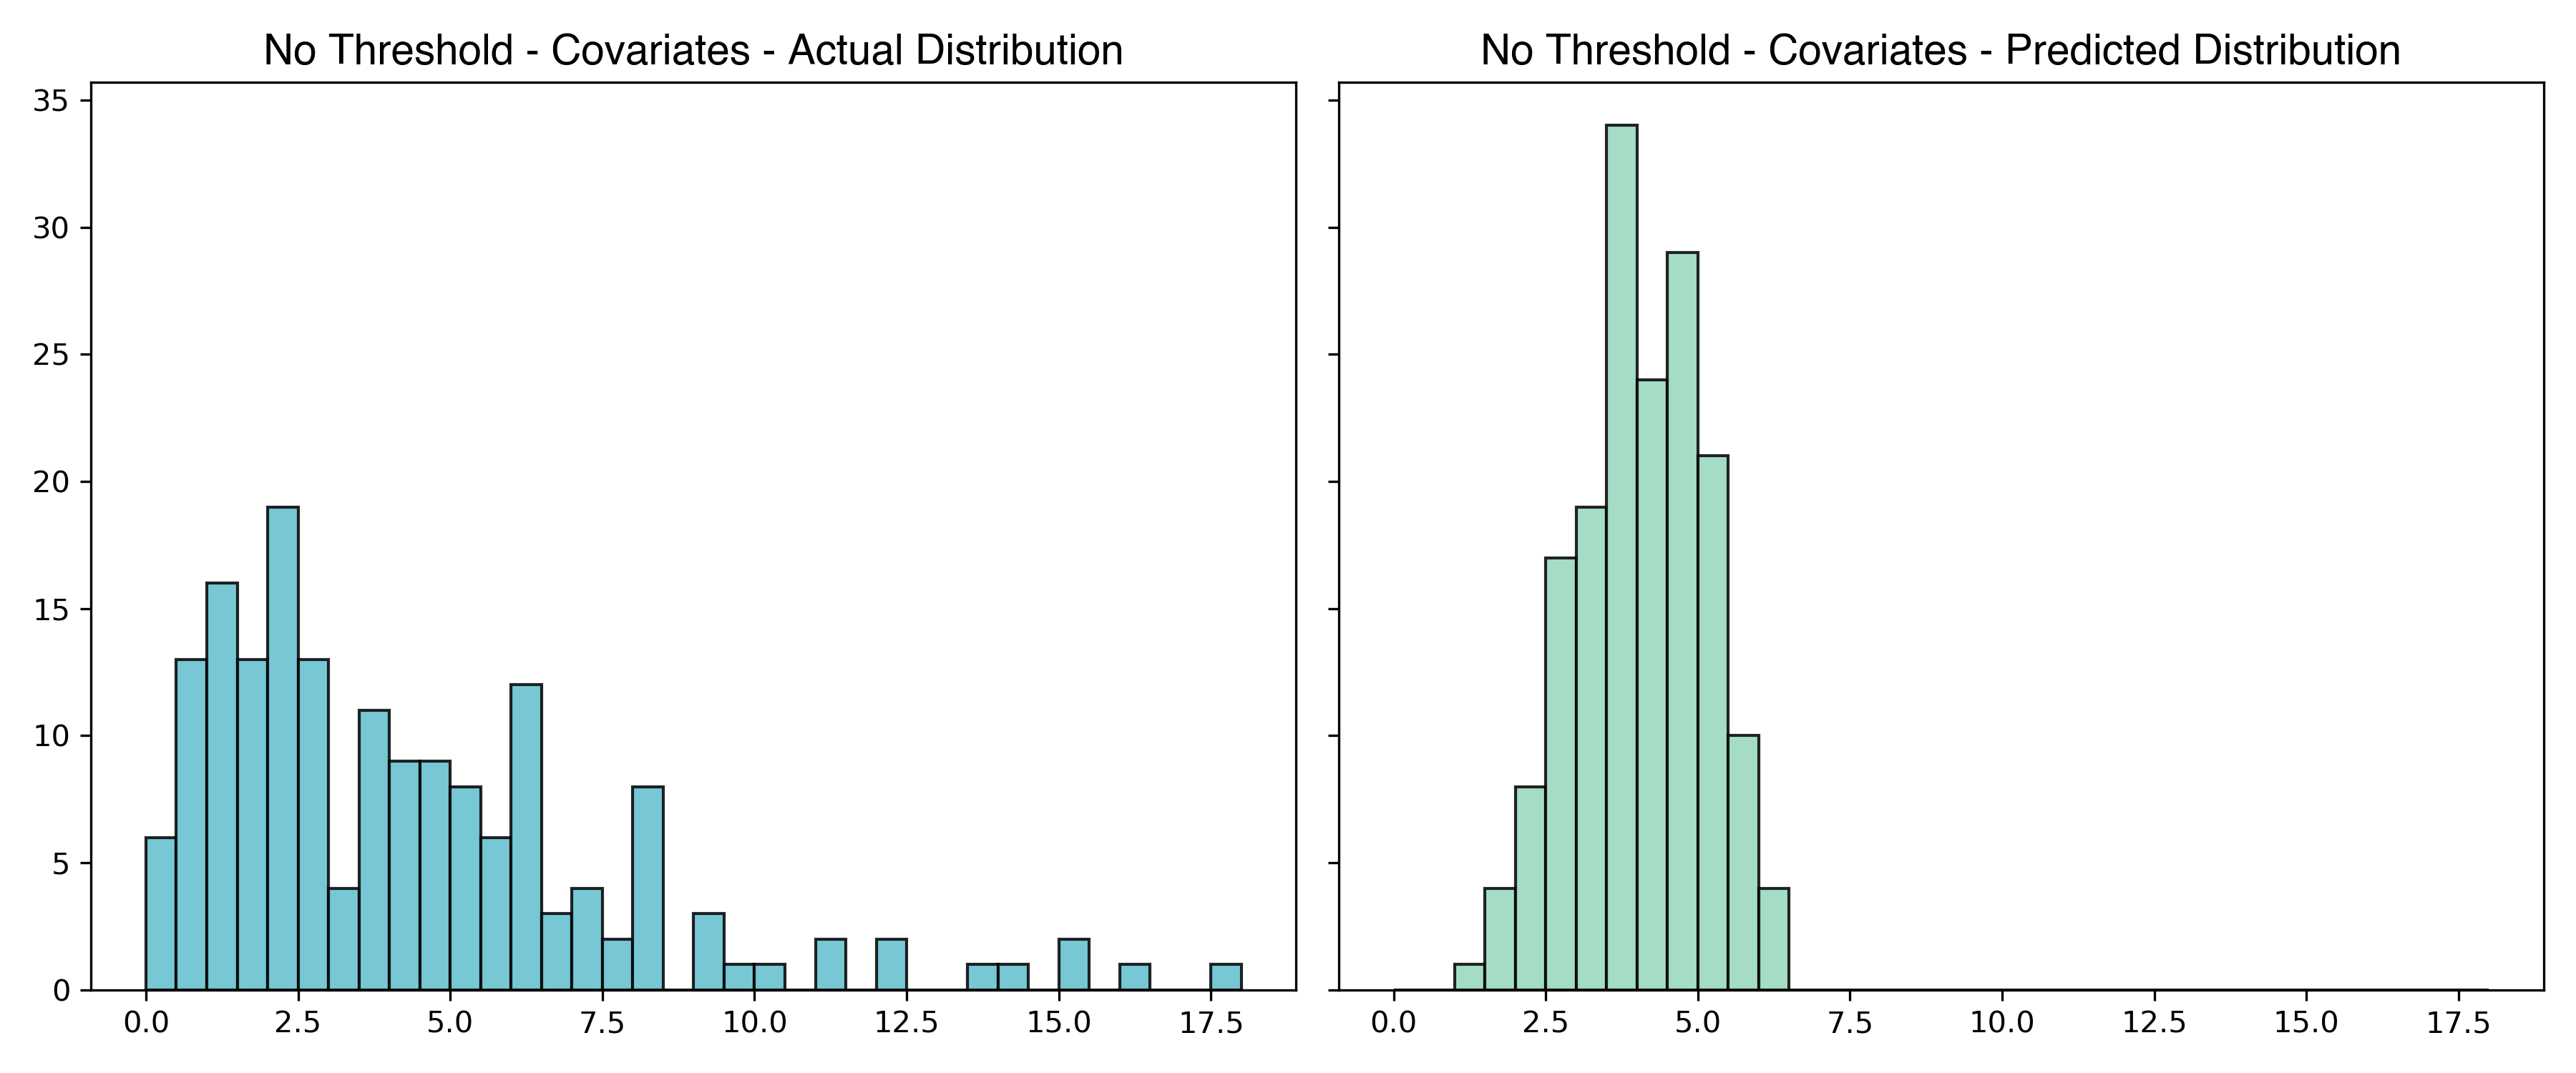 No Threshold - Covariates - Actual Distribution
No Threshold - Covariates - Predicted Distribution
35
30
25
20
15
10
5
0
0.0 2.5 5.0 7.5 10.0 12.5 15.0 17.5
0.0 2.5 5.0 7.5 10.0 12.5 15.0 17.5